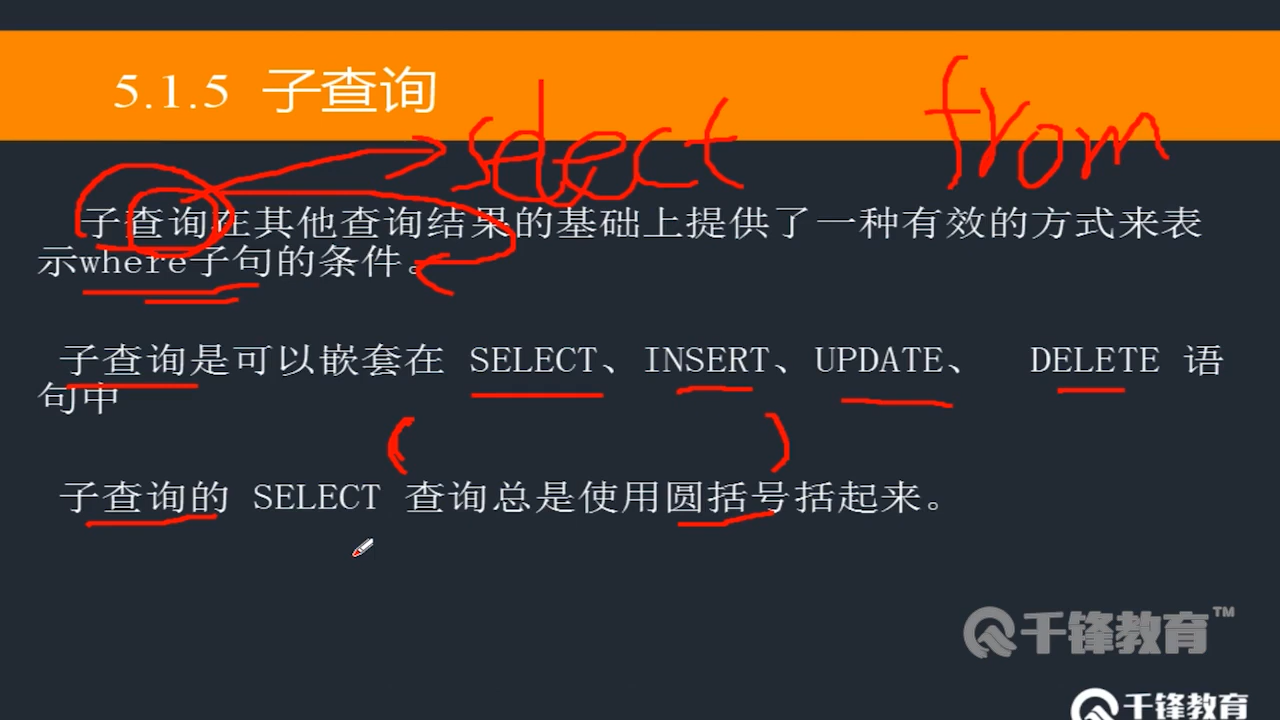 5.1.5 子查询
select from
子查询在其他查询结果的基础上提供了一种有效的方式来表
示where子句的条件。
子查询是可以嵌套在 SELECT、INSERT、UPDATE、 DELETE 语
句中
( )
子查询的 SELECT 查询总是使用圆括号括起来。
千锋教育™
千锋教育